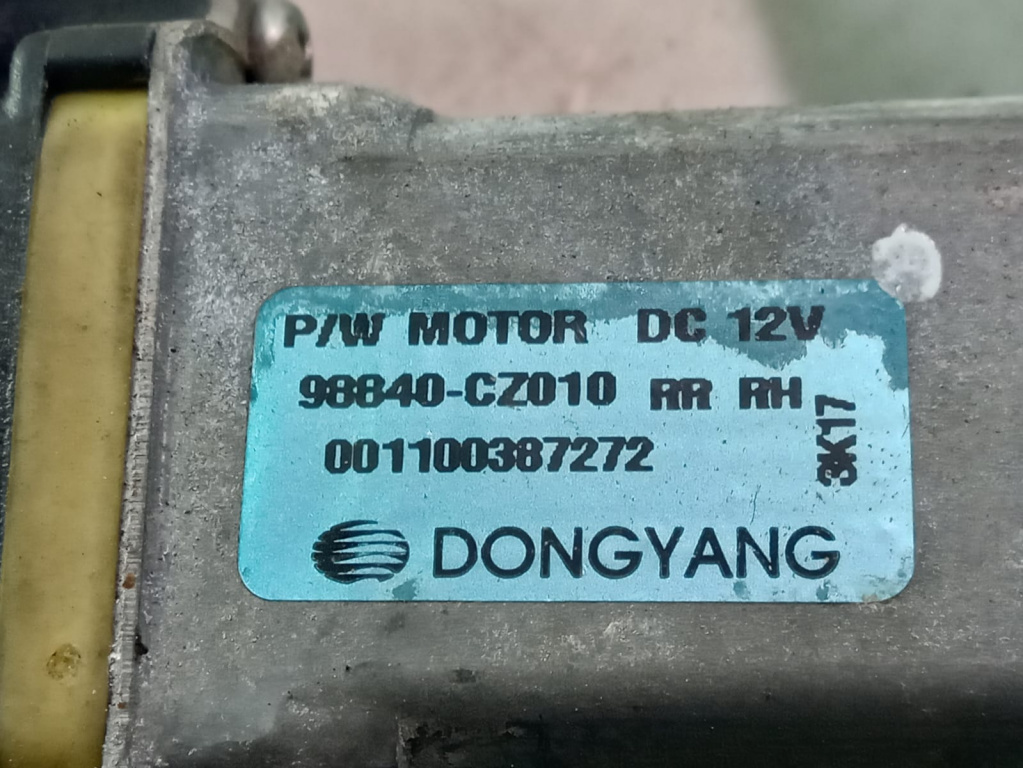 P/W MOTOR DC 12V
98840-CZ010 RR RH
3K17
001100387272
DONGYANG